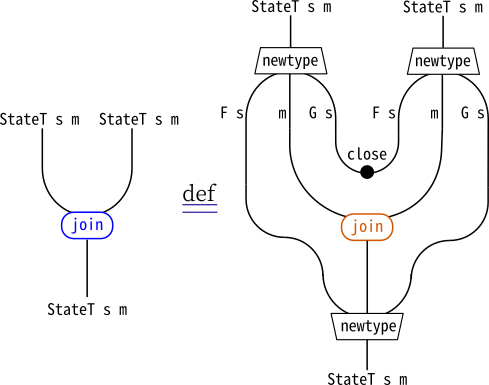 StateT s m StateT s m
newtype newtype
F s m G s F s m G s
StateT s m StateT s m
close
def
join join
StateT s m
newtype
StateT s m